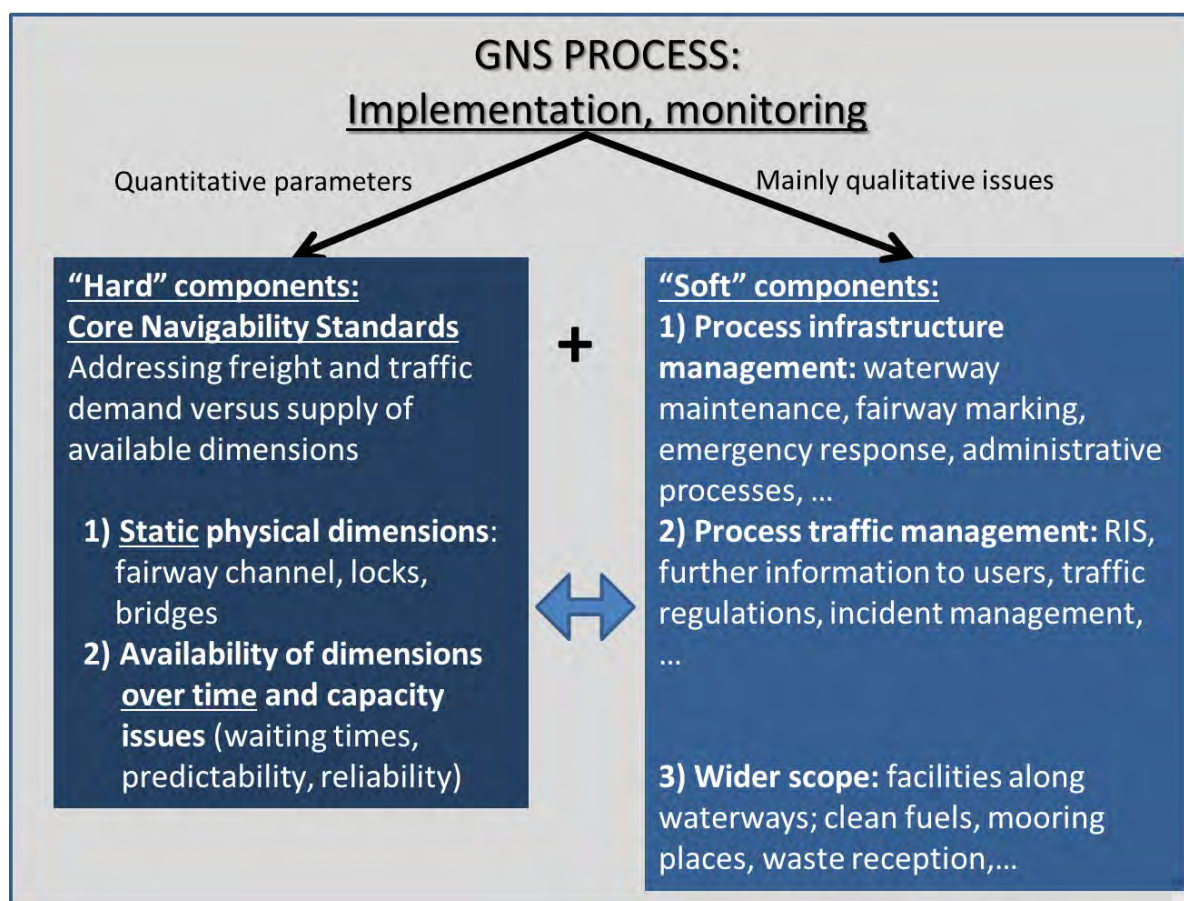 GNS PROCESS:
Implementation, monitoring
Quantitative parameters
Mainly qualitative issues
“Hard” components:
Core Navigability Standards
Addressing freight and traffic
demand versus supply of
available dimensions
1) Static physical dimensions:
fairway channel, locks,
bridges
2) Availability of dimensions
over time and capacity
issues (waiting times,
predictability, reliability)
+
“Soft” components:
1) Process infrastructure
management: waterway
maintenance, fairway marking,
emergency response, administrative
processes, …
2) Process traffic management: RIS,
further information to users, traffic
regulations, incident management,
…
3) Wider scope: facilities along
waterways; clean fuels, mooring
places, waste reception,…